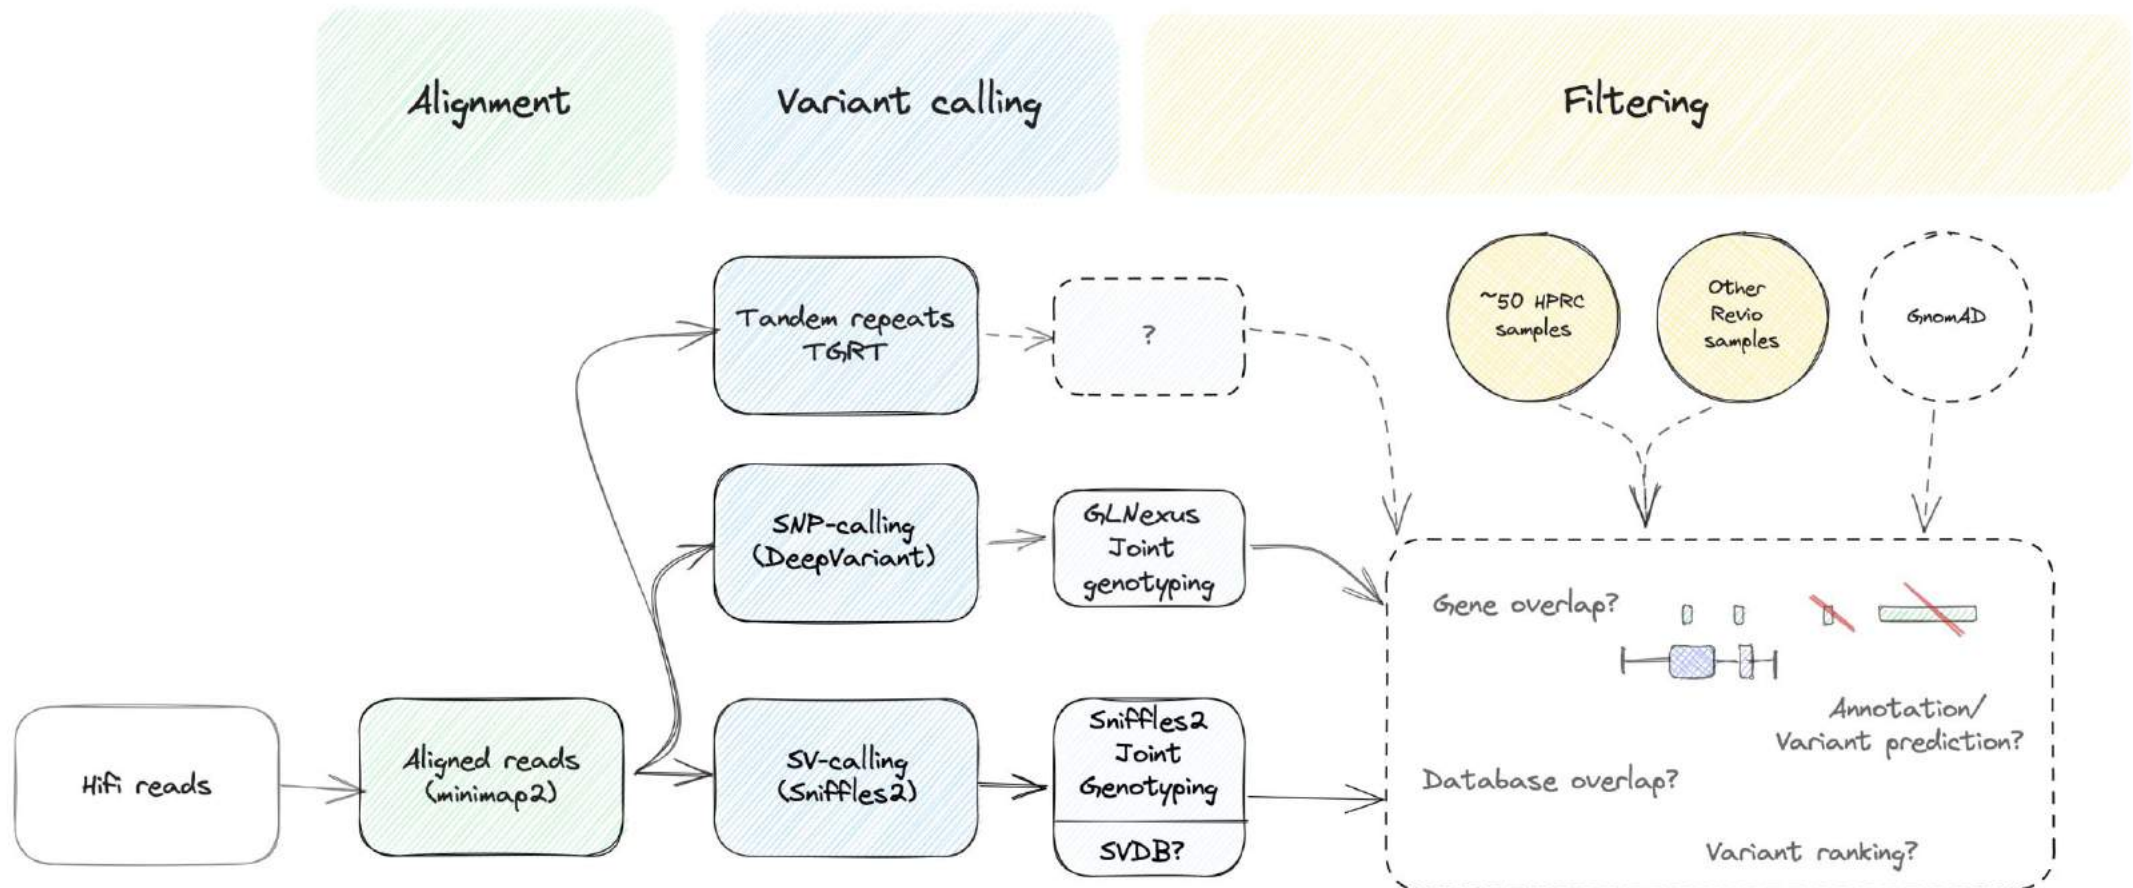 Alignment
Variant calling
Filtering
Tandem repeats
TGRT
?
~50 HPRC
samples
Other
Revio
samples
GnomAD
SNP-calling
(DeepVariant)
GLNexus
Joint
genotyping
Hifi reads
Aligned reads
(minimap2)
SV-calling
(Sniffles2)
Sniffles2
Joint
Genotyping
SVDB?
Gene overlap?
Annotation/
Variant prediction?
Database overlap?
Variant ranking?